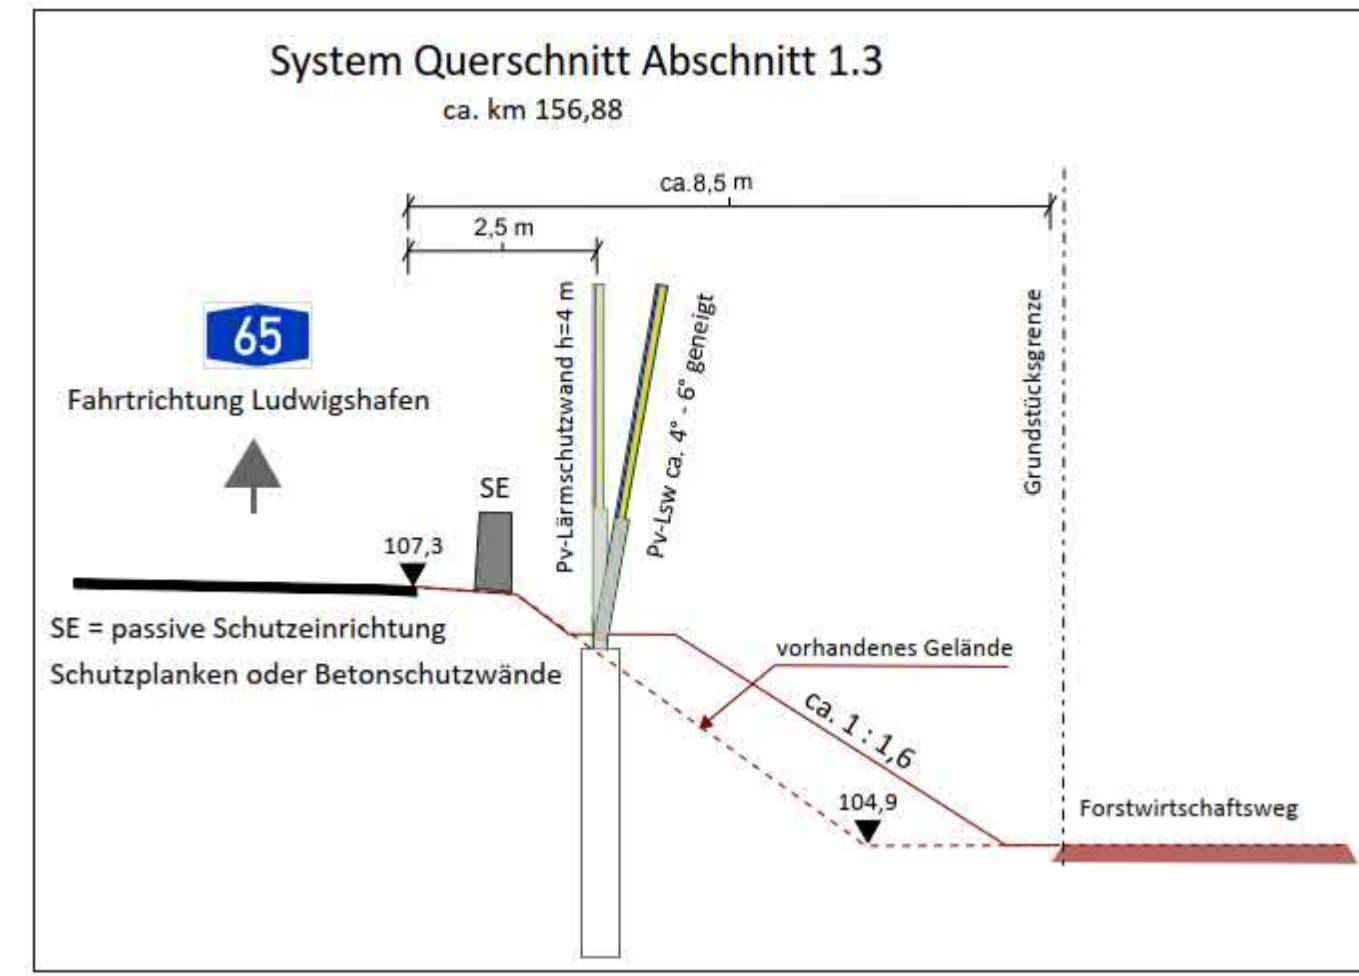 System Querschnitt Abschnitt 1.3
ca. km 156,88
ca.8,5 m
2,5 m
65
Fahrtrichtung Ludwigshafen
Pv-Lärmschutzwand h=4 m
Pv-Lsw ca. 4° - 6° geneigt
Grundstücksgrenze
SE
107,3
SE = passive Schutzeinrichtung
Schutzplanken oder Betonschutzwände
vorhandenes Gelände
ca. 1 : 1,6
104,9
Forstwirtschaftsweg